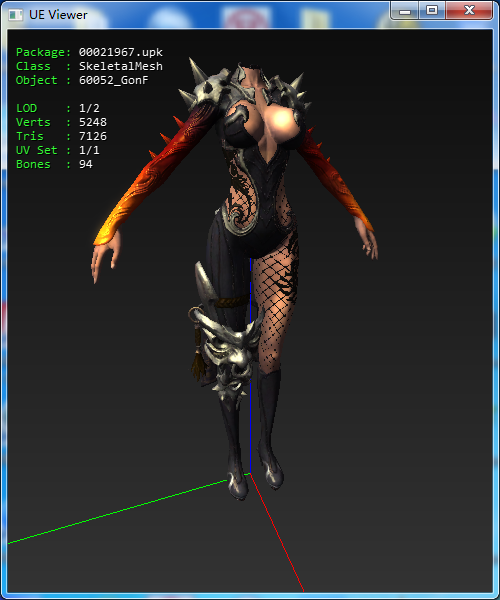 UE Viewer
Package: 00021967.upk
Class : SkeletalMesh
Object : 60052_GonF
LOD : 1/2
Verts : 5248
Tris : 7126
UV Set : 1/1
Bones : 94